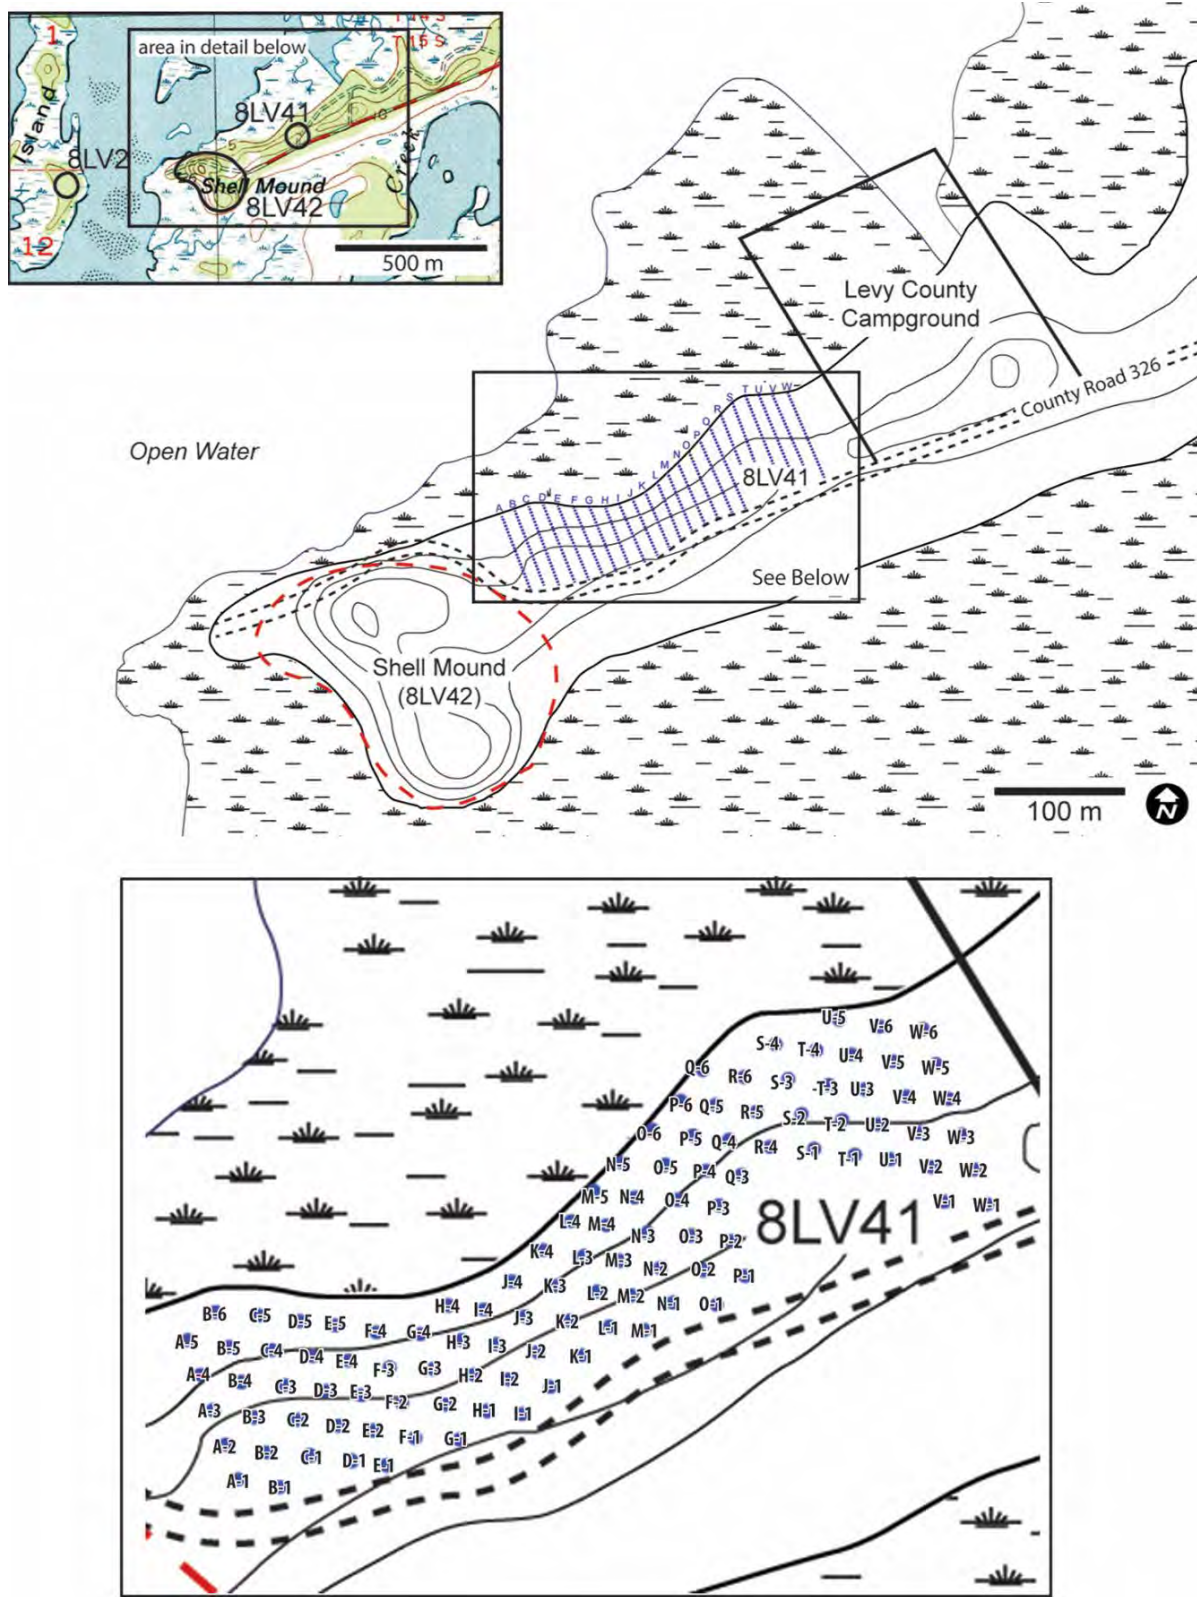 T 14 S
1
area in detail below
T 15 S
Island
8LV41
5
8LV2
Creek
Shell Mound
8LV42
12
500 m
Levy County
Campground
County Road 326
Open Water
S T U V W
R
Q
P
O
N
M
L
K
A B C D E F G H I J
8LV41
See Below
Shell Mound
(8LV42)
100 m
N
U-5 V-6 W-6
S-4 T-4 U-4 V-5 W-5
Q-6 R-6 S-3 T-3 U-3 V-4 W-4
P-6 Q-5 R-5 S-2 T-2 U-2 V-3 W-3
O-6 P-5 Q-4 R-4 S-1 T-1 U-1 V-2 W-2
N-5 O-5 P-4 Q-3
M-5 N-4 O-4 P-3 V-1 W-1
L-4 M-4 N-3 O-3 P-2 8LV41
K-4 L-3 M-3 N-2 O-2 P-1
J-4 K-3 L-2 M-2 N-1 O-1
B-6 C-5 D-5 E-5 F-4 G-4 H-4 I-4 J-3 K-2 L-1 M-1
A-5 B-5 C-4 D-4 E-4 F-3 G-3 H-3 I-3 J-2 K-1
A-4 B-4 C-3 D-3 E-3 F-2 G-2 H-2 I-2 J-1
A-3 B-3 C-2 D-2 E-2 F-1 G-1 H-1 I-1
A-2 B-2 C-1 D-1 E-1
A-1 B-1